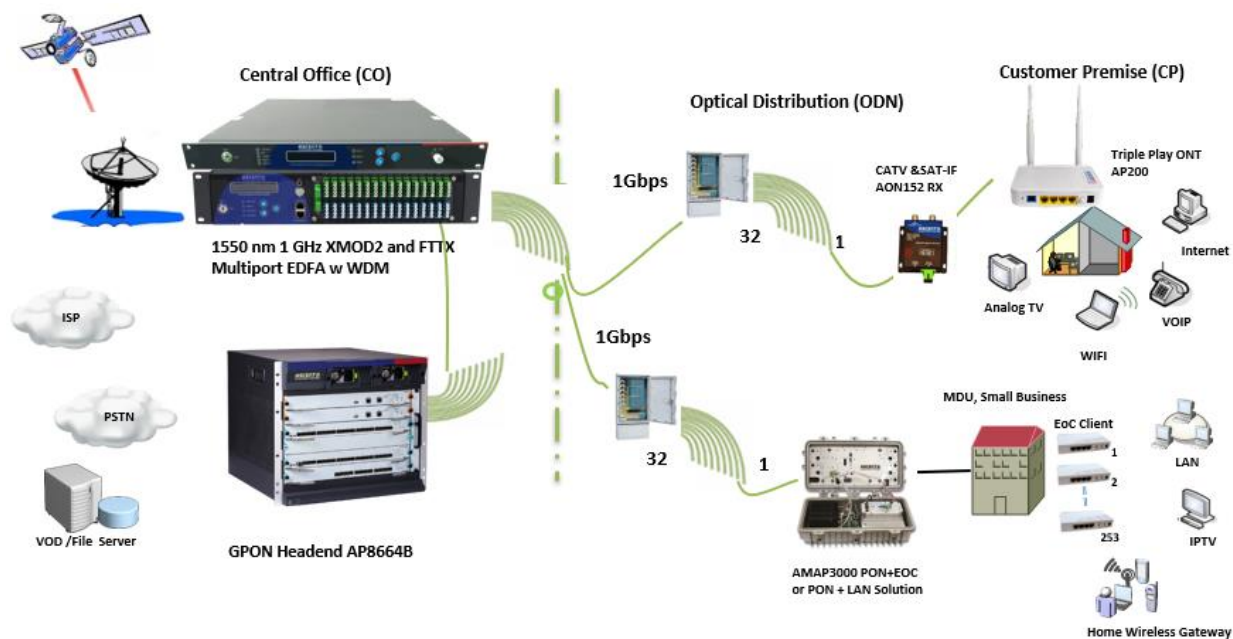 Central Office (CO)
Customer Premise (CP)
Optical Distribution (ODN)
Triple Play ONT
AP200
CATV &SAT-IF
AON152 RX
1Gbps
32
1
1550 nm 1 GHz XMOD2 and FTTX
Multiport EDFA w WDM
Internet
Analog TV
VOIP
WIFI
ISP
1Gbps
PSTN
MDU, Small Business
EoC Client
1
2
253
LAN
IPTV
32
1
VOD /File Server
GPON Headend AP8664B
AMAP3000 PON+EOC
or PON + LAN Solution
Home Wireless Gateway